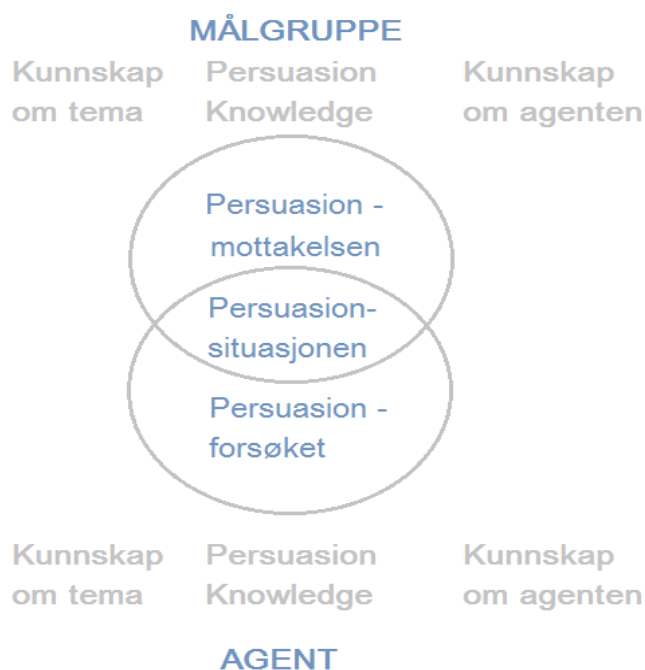 MÅLGRUPPE
Kunnskap Persuasion Kunnskap
om tema Knowledge om agenten
Persuasion -
mottakelsen
Persuasion-
situasjonen
Persuasion -
forsøket
Kunnskap Persuasion Kunnskap
om tema Knowledge om agenten
AGENT